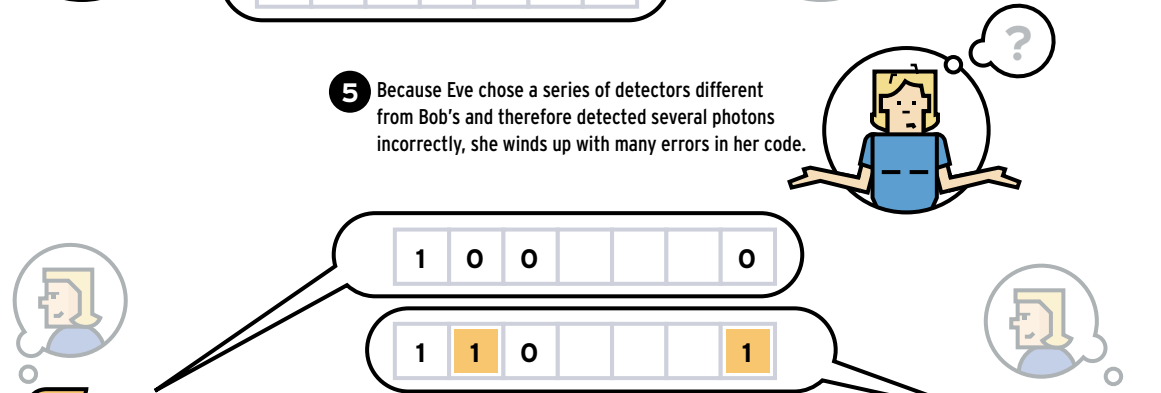 ?
5 Because Eve chose a series of detectors different
from Bob's and therefore detected several photons
incorrectly, she winds up with many errors in her code.
1 0 0 0
1 1 0 1